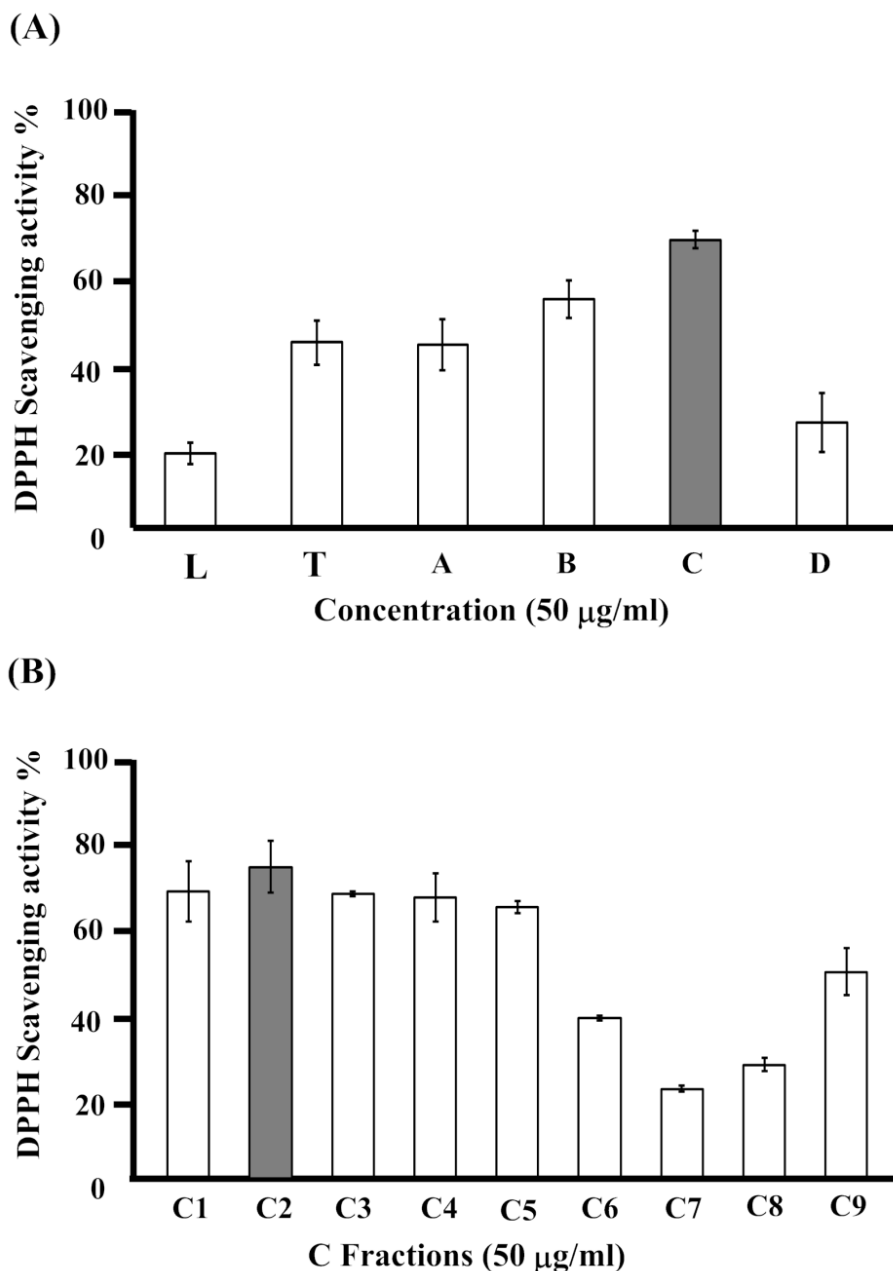 (A)
DPPH Scavenging activity %
100
80
60
40
20
0
L T A B C D
Concentration (50 μg/ml)
(B)
DPPH Scavenging activity %
100
80
60
40
20
0
C1 C2 C3 C4 C5 C6 C7 C8 C9
C Fractions (50 μg/ml)